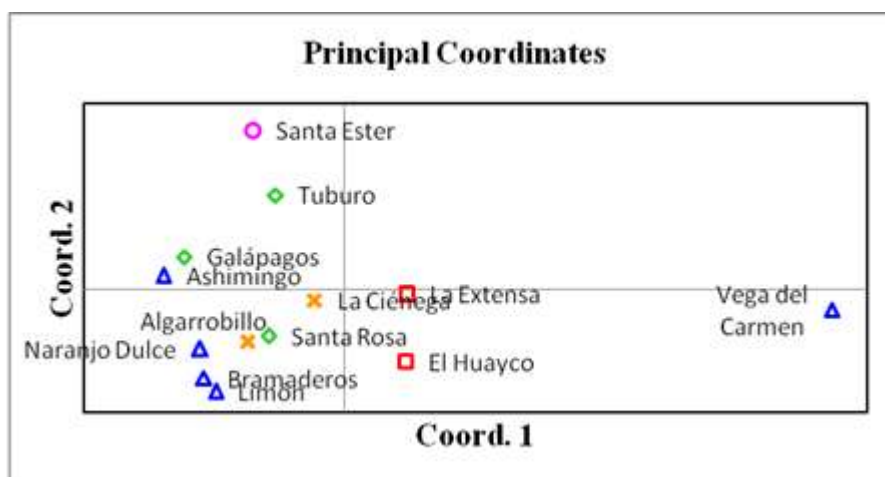 Principal Coordinates
Santa Ester
Tuburo
Galápagos
Ashimingo
La Ciénega
La Extensa
Vega del
Carmen
Algarrobillo
Santa Rosa
Naranjo Dulce
El Huayco
Bramaderos
Limón
Coord. 2
Coord. 1